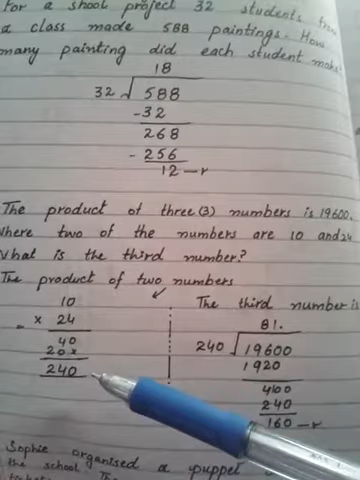 For a shool project 32 students from
a class made 588 paintings. How
many painting did each student make
18
32 √588
-32
268
- 256
12 - r
The product of three (3) numbers is 19600,
where two of the numbers are 10 and 24
What is the third number?
The product of two numbers
10
x 24
40
20x
240
The third number is
81.
240 √19600
1920
400
240
160 - r
Sophie organised a puppet
the school